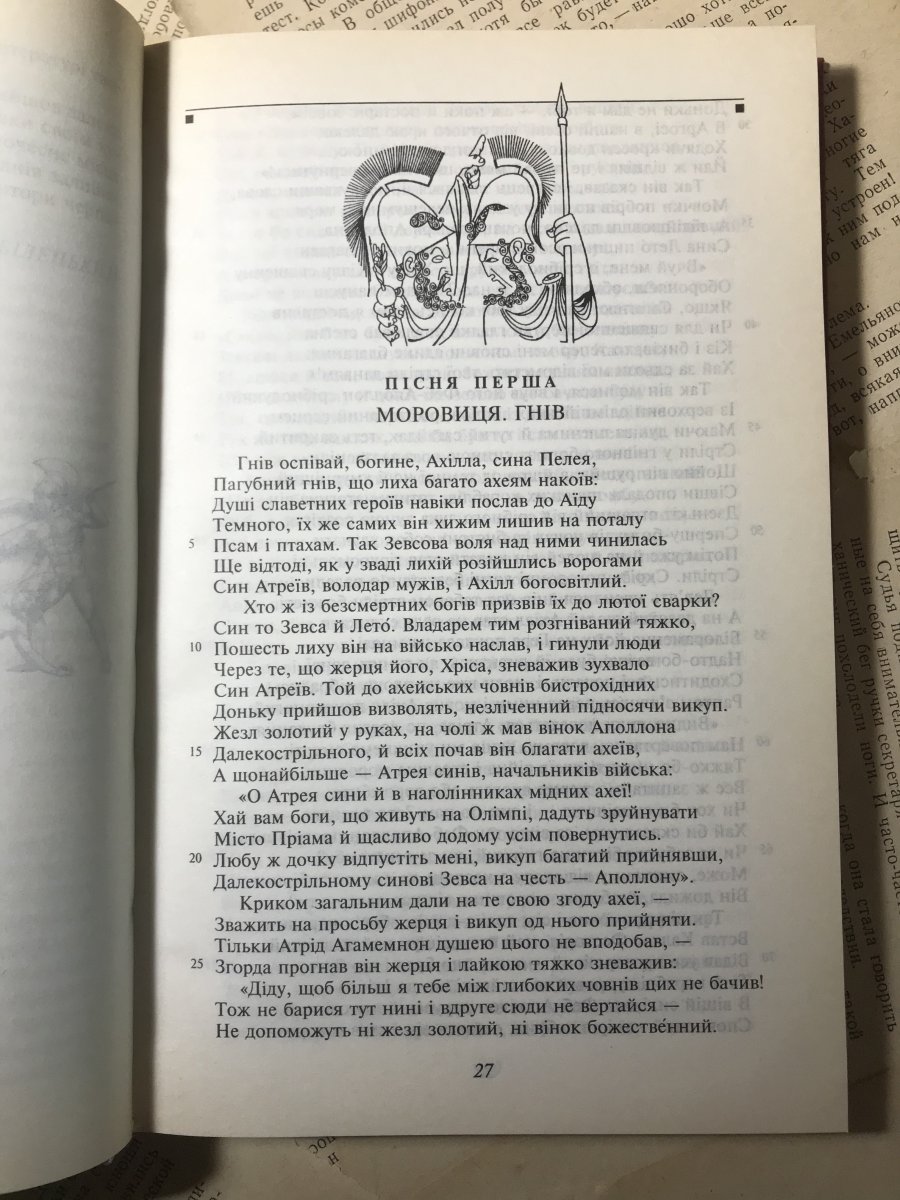 ПІСНЯ ПЕРША
МОРОВИЦЯ. ГНІВ
Гнів оспівай, богине, Ахілла, сина Пелея,
Пагубний гнів, що лиха багато ахеям накоїв:
Душі славетних героїв навіки послав до Аїду
Темного, їх же самих він хижим лишив на поталу
5 Псам і птахам. Так Зевсова воля над ними чинилась
Ще відтоді, як у зваді лихій розійшлись ворогами
Син Атреїв, володар мужів, і Ахілл богосвітлий.
Хто ж із безсмертних богів призвів їх до лютої сварки?
Син то Зевса й Лето́. Владарем тим розгніваний тяжко,
10 Пошесть лиху він на військо наслав, і гинули люди
Через те, що жерця його, Хріса, зневажив зухвало
Син Атреїв. Той до ахейських човнів бистрохідних
Доньку прийшов визволять, незліченний підносячи викуп.
Жезл золотий у руках, на чолі ж мав вінок Аполлона
15 Далекострільного, й всіх почав він благати ахеїв,
А щонайбільше — Атрея синів, начальників війська:
«О Атрея сини й в наголінниках мідних ахеї!
Хай вам боги, що живуть на Олімпі, дадуть зруйнувати
Місто Пріама й щасливо додому усім повернутись.
20 Любу ж дочку відпустіть мені, викуп багатий прийнявши,
Далекострільному синові Зевса на честь — Аполлону».
Криком загальним дали на те свою згоду ахеї, —
Зважить на просьбу жерця і викуп од нього прийняти.
Тільки Атрід Агамемнон душею цього не вподобав, —
25 Згорда прогнав він жерця і лайкою тяжко зневажив:
«Діду, щоб більш я тебе між глибоких човнів цих не бачив!
Тож не барися тут нині і вдруге сюди не вертайся —
Не допоможуть ні жезл золотий, ні вінок божестве́нний.
27